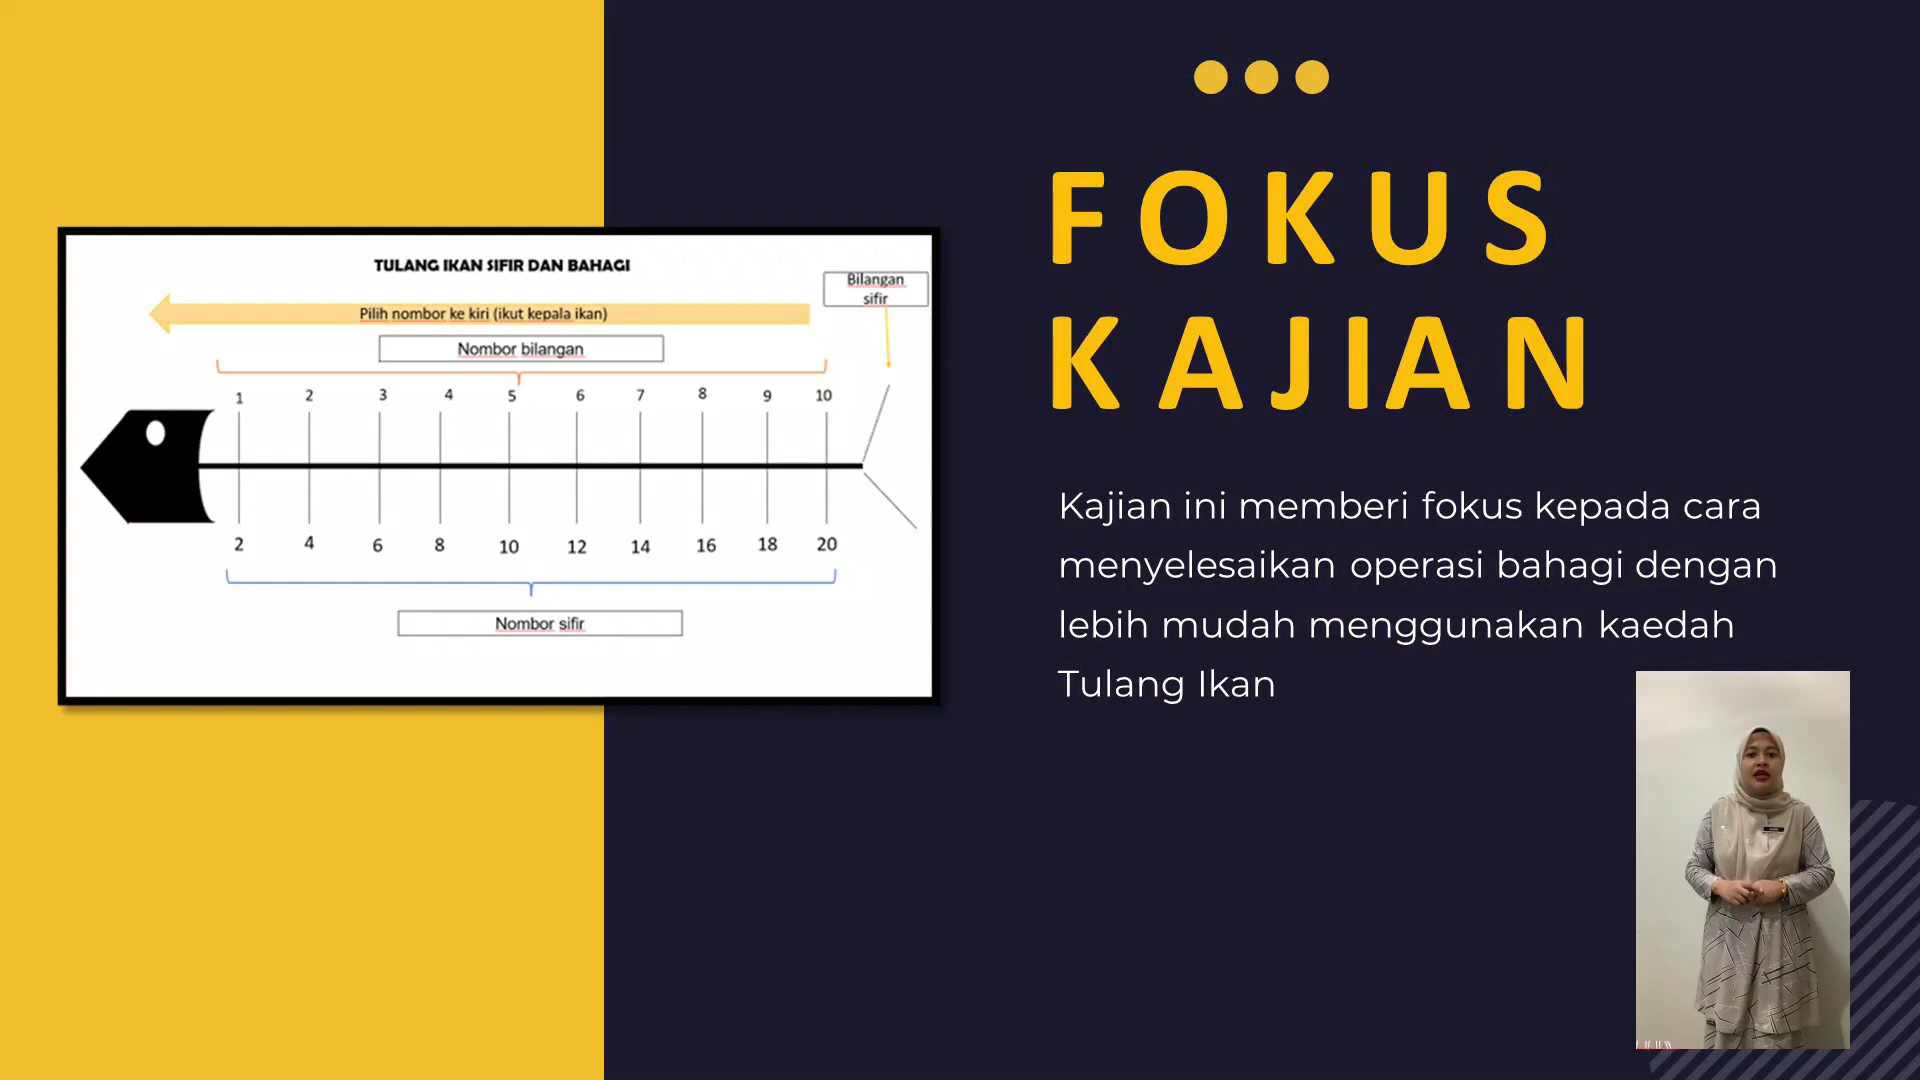 TULANG IKAN SIFIR DAN BAHAGI
Bilangan
sifir
Pilih nombor ke kiri (ikut kepala ikan)
Nombor bilangan
1 2 3 4 5 6 7 8 9 10
2 4 6 8 10 12 14 16 18 20
Nombor sifir
FOKUS
KAJIAN
Kajian ini memberi fokus kepada cara
menyelesaikan operasi bahagi dengan
lebih mudah menggunakan kaedah
Tulang Ikan